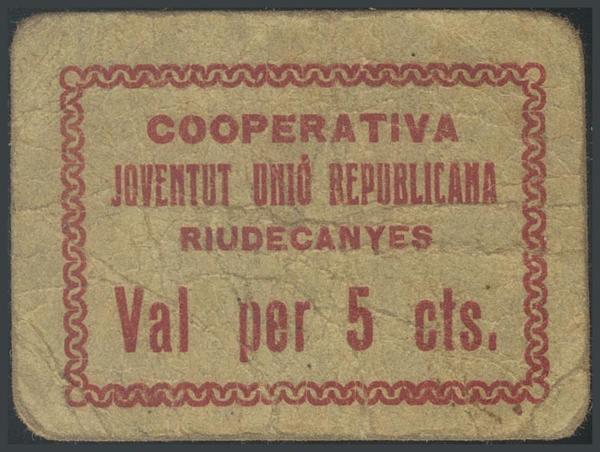 COOPERATIVA
JOVENTUT UNIÓ REPUBLICANA
RIUDECANYES
Val per 5 cts.